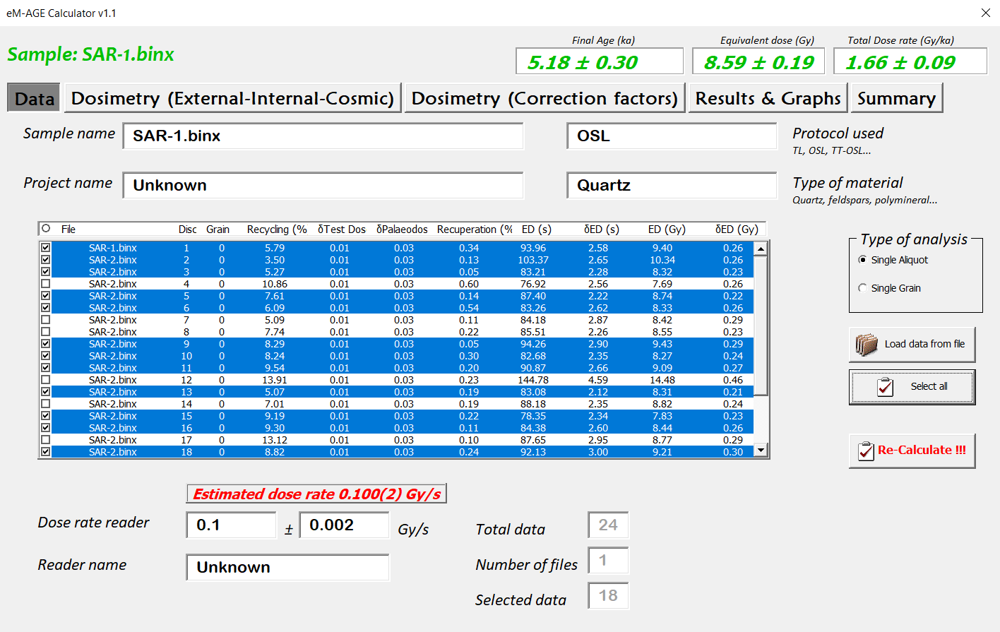 eM-AGE Calculator v1.1
Final Age (ka) Equivalent dose (Gy) Total Dose rate (Gy/ka)
Sample: SAR-1.binx
5.18 ± 0.30 8.59 ± 0.19 1.66 ± 0.09
Data Dosimetry (External-Internal-Cosmic) Dosimetry (Correction factors) Results & Graphs Summary
Sample name SAR-1.binx OSL Protocol used
TL, OSL, TT-OSL...
Project name Unknown Quartz Type of material
Quartz, feldspars, polymineral...
File Disc Grain Recycling (% δTest Dos δPalaeodos Recuperation (% ED (s) δED (s) ED (Gy) δED (Gy)
SAR-1.binx 1 0 5.79 0.01 0.03 0.34 93.96 2.58 9.40 0.26
SAR-2.binx 2 0 3.50 0.01 0.03 0.13 103.37 2.65 10.34 0.26
SAR-2.binx 3 0 5.27 0.01 0.03 0.05 83.21 2.28 8.32 0.23
SAR-2.binx 4 0 10.86 0.01 0.03 0.60 76.92 2.56 7.69 0.26
SAR-2.binx 5 0 7.61 0.01 0.03 0.14 87.40 2.22 8.74 0.22
SAR-2.binx 6 0 6.09 0.01 0.03 0.54 83.26 2.62 8.33 0.26
SAR-2.binx 7 0 5.09 0.01 0.03 0.11 84.18 2.87 8.42 0.29
SAR-2.binx 8 0 7.74 0.01 0.03 0.22 85.51 2.26 8.55 0.23
SAR-2.binx 9 0 8.29 0.01 0.03 0.05 94.26 2.90 9.43 0.29
SAR-2.binx 10 0 8.24 0.01 0.03 0.30 82.68 2.35 8.27 0.24
SAR-2.binx 11 0 9.54 0.01 0.03 0.20 90.87 2.66 9.09 0.27
SAR-2.binx 12 0 13.91 0.01 0.03 0.23 144.78 4.59 14.48 0.46
SAR-2.binx 13 0 5.07 0.01 0.03 0.19 83.08 2.12 8.31 0.21
SAR-2.binx 14 0 7.01 0.01 0.03 0.19 88.18 2.35 8.82 0.24
SAR-2.binx 15 0 9.19 0.01 0.03 0.22 78.35 2.34 7.83 0.23
SAR-2.binx 16 0 9.30 0.01 0.03 0.11 84.38 2.60 8.44 0.26
SAR-2.binx 17 0 13.12 0.01 0.03 0.10 87.65 2.95 8.77 0.29
SAR-2.binx 18 0 8.82 0.01 0.03 0.24 92.13 3.00 9.21 0.30
Type of analysis
Single Aliquot
Single Grain
Load data from file
Select all
Re-Calculate !!!
Estimated dose rate 0.100(2) Gy/s
Dose rate reader 0.1 ± 0.002 Gy/s
Reader name Unknown
Total data 24
Number of files 1
Selected data 18